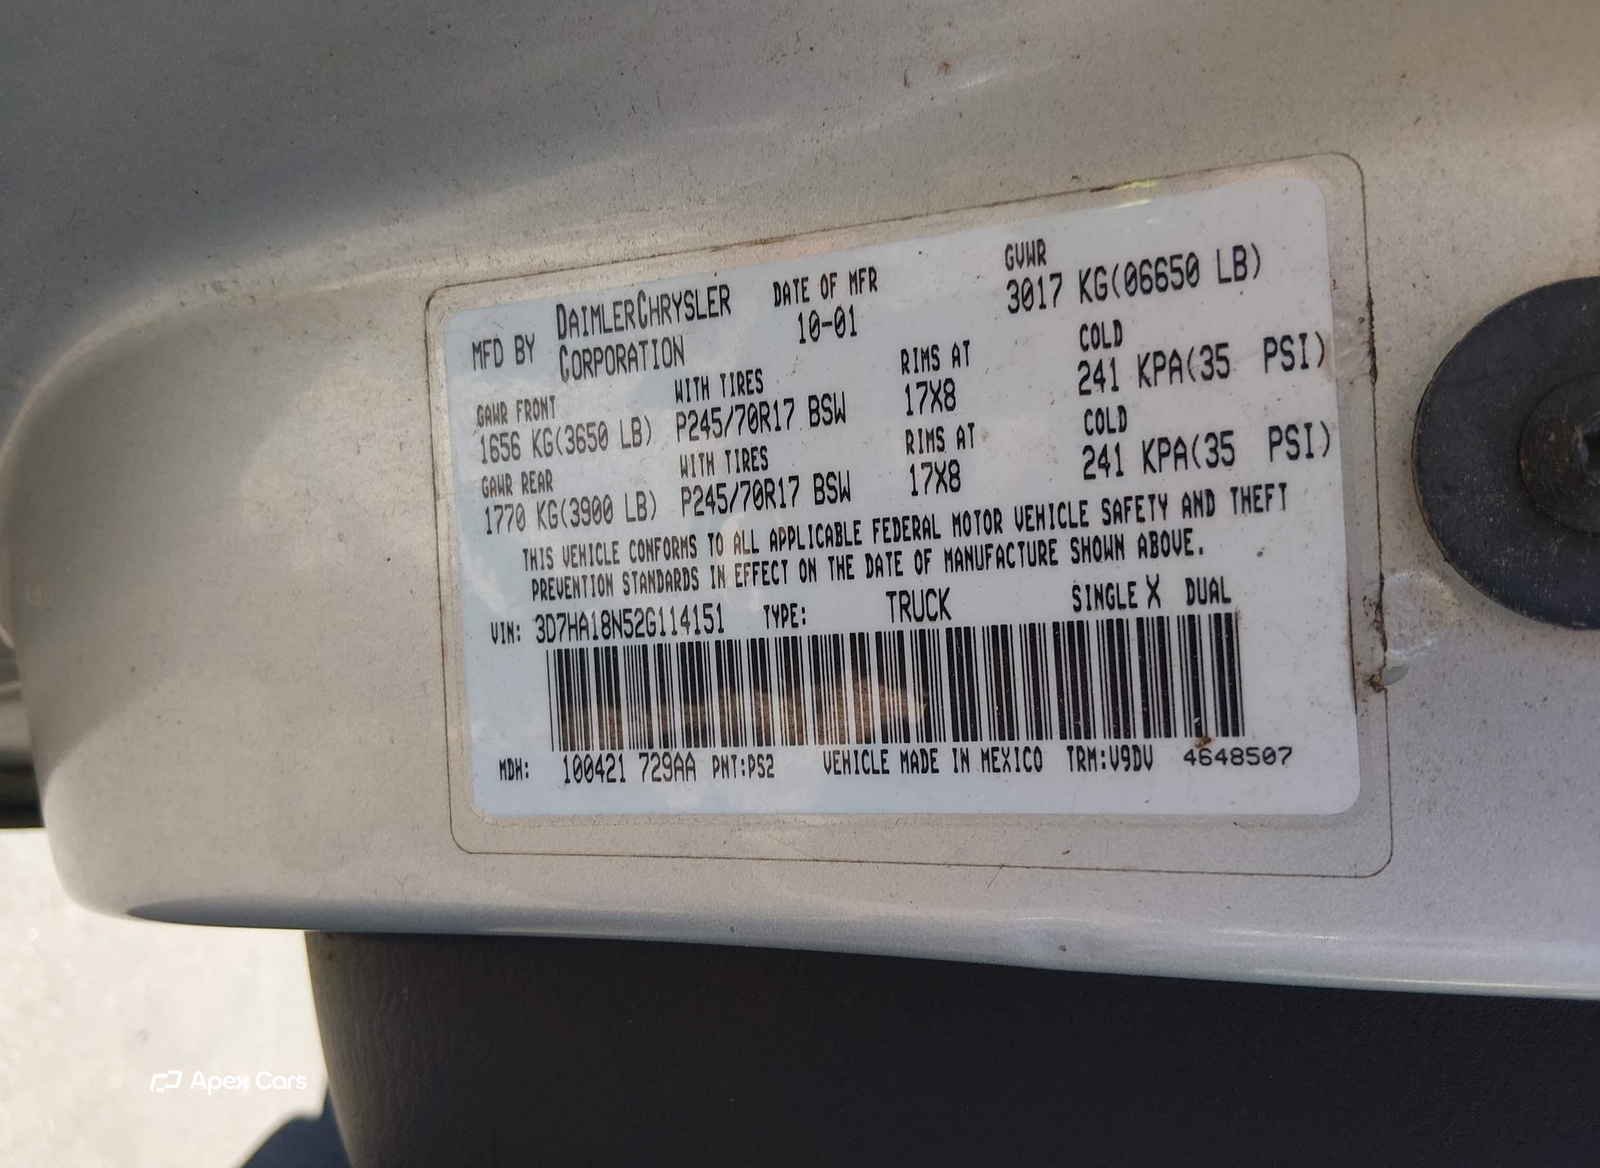 MFD BY DAIMLERCHRYSLER CORPORATION DATE OF MFR 10-01 GVWR 3017 KG(06650 LB)
GAWR FRONT WITH TIRES RIMS AT COLD
1656 KG(3650 LB) P245/70R17 BSW 17X8 241 KPA(35 PSI)
GAWR REAR WITH TIRES RIMS AT COLD
1770 KG(3900 LB) P245/70R17 BSW 17X8 241 KPA(35 PSI)
THIS VEHICLE CONFORMS TO ALL APPLICABLE FEDERAL MOTOR VEHICLE SAFETY AND THEFT
PREVENTION STANDARDS IN EFFECT ON THE DATE OF MANUFACTURE SHOWN ABOVE.
VIN: 3D7HA18N52G114151 TYPE: TRUCK SINGLE X DUAL
MDH: 100421 729AA PNT:PS2 VEHICLE MADE IN MEXICO TRM:V9DV 4648507
Apex Cars